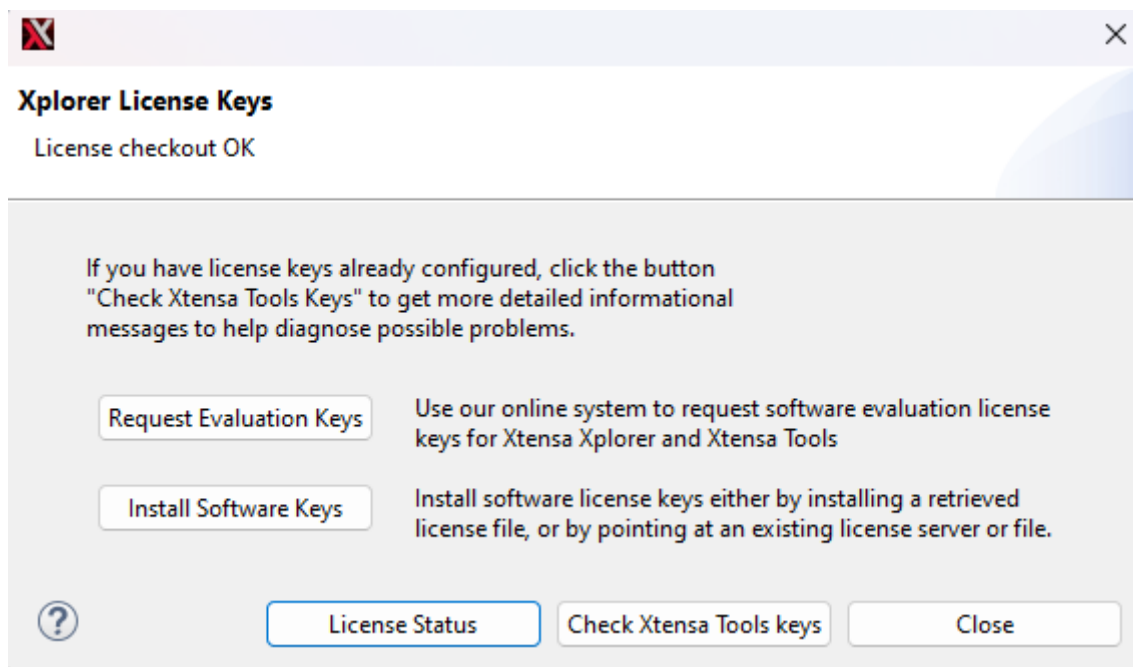 Xplorer License Keys
License checkout OK
If you have license keys already configured, click the button
"Check Xtensa Tools Keys" to get more detailed informational
messages to help diagnose possible problems.
Request Evaluation Keys
Use our online system to request software evaluation license
keys for Xtensa Xplorer and Xtensa Tools
Install Software Keys
Install software license keys either by installing a retrieved
license file, or by pointing at an existing license server or file.
?
License Status
Check Xtensa Tools keys
Close